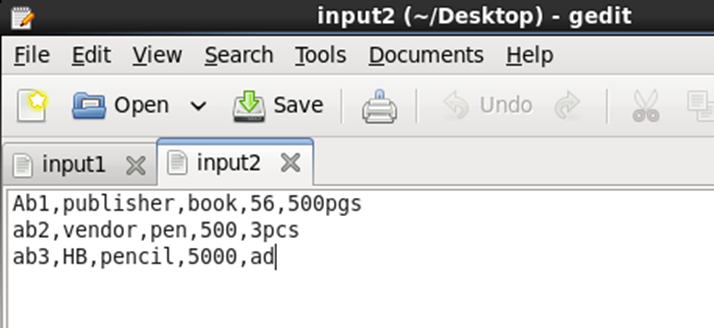 input2 (~/Desktop) - gedit
File Edit View Search Tools Documents Help
Open Save Undo
input1 input2
Ab1,publisher,book,56,500pgs
ab2,vendor,pen,500,3pcs
ab3,HB,pencil,5000,ad